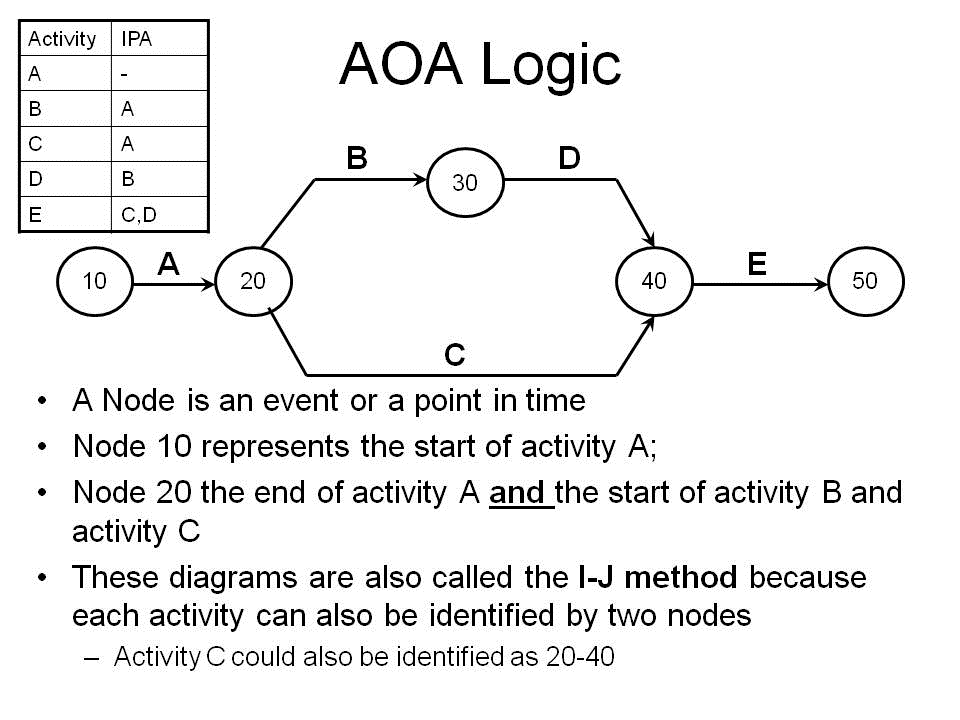 AOA Logic
Activity IPA
A -
B A
C A
D B
E C,D
B D
30
A E
10 20 40 50
C
• A Node is an event or a point in time
• Node 10 represents the start of activity A;
• Node 20 the end of activity A and the start of activity B and
activity C
• These diagrams are also called the I-J method because
each activity can also be identified by two nodes
– Activity C could also be identified as 20-40